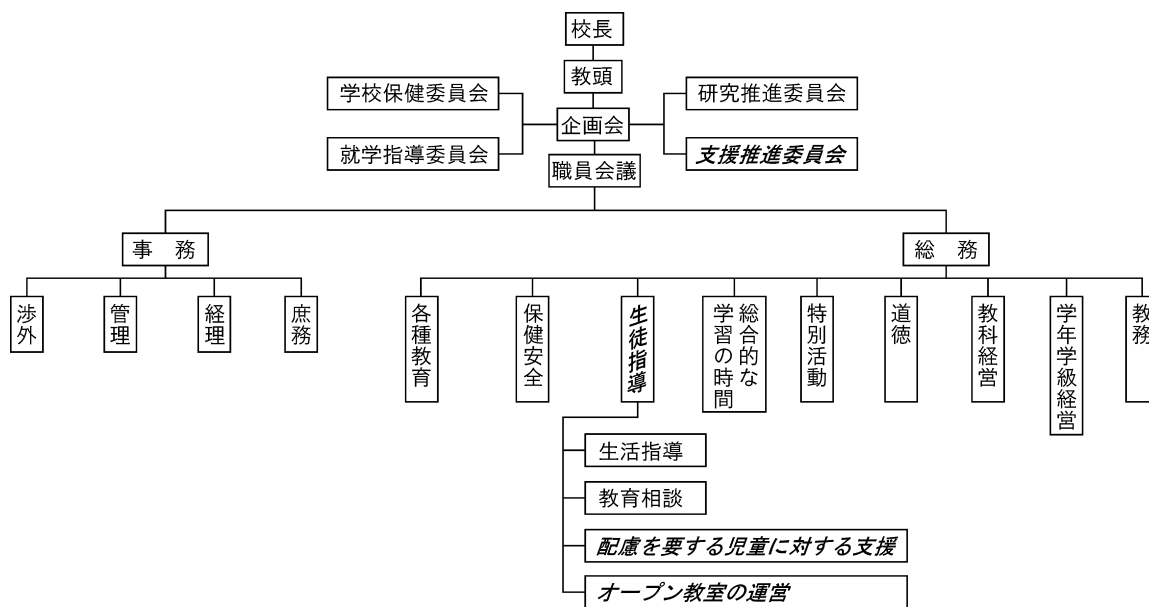 校長
教頭
学校保健委員会
研究推進委員会
企画会
就学指導委員会
支援推進委員会
職員会議
事　務
総　務
渉外
管理
経理
庶務
各種教育
保健安全
生徒指導
総合的な
学習の時間
特別活動
道徳
教科経営
学年学級経営
教務
生活指導
教育相談
配慮を要する児童に対する支援
オープン教室の運営